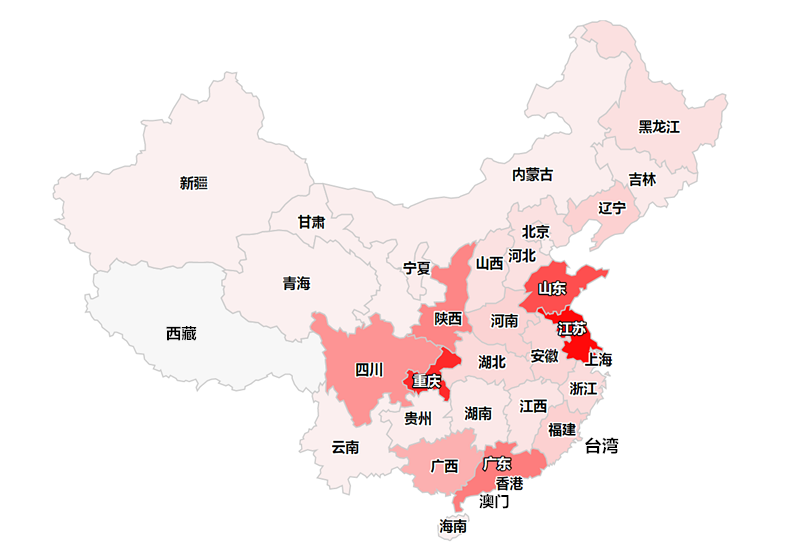 黑龙江
内蒙古
吉林
新疆
辽宁
甘肃
北京
河北
山西
宁夏
青海
山东
陕西
河南
江苏
西藏
安徽
上海
湖北
四川
重庆
浙江
江西
湖南
贵州
福建
台湾
云南
广西
广东
香港
澳门
海南